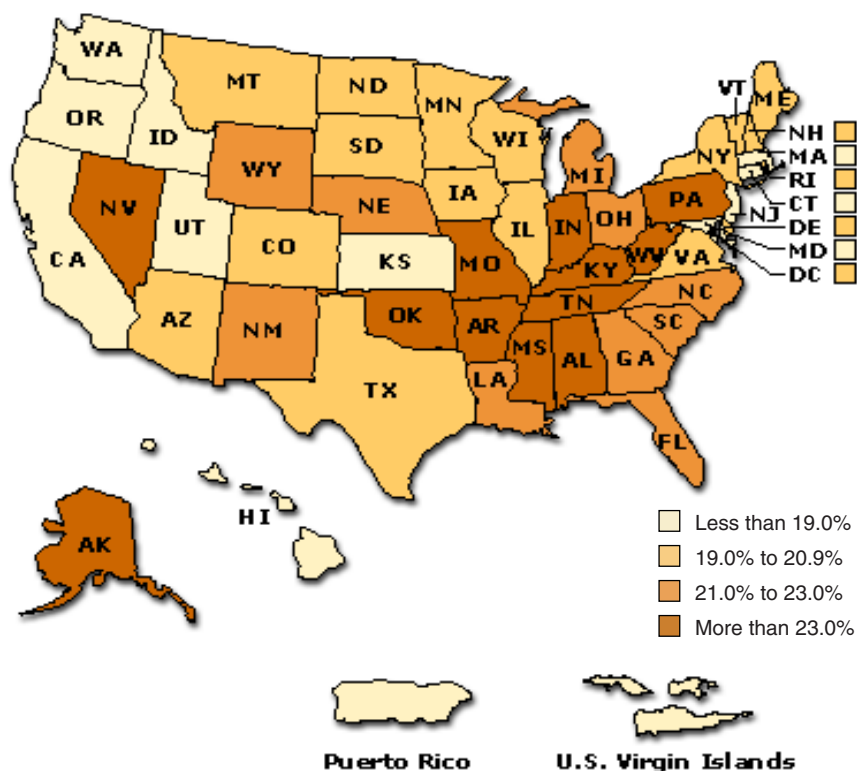 WA
MT
ND
MN
VT
ME
OR
ID
SD
WI
NY
NH
MA
WY
MI
RI
CT
NV
NE
IA
PA
NJ
DE
UT
CO
IL
IN
OH
MD
CA
KS
MO
KY
WV
VA
DC
AZ
NM
OK
AR
TN
NC
SC
MS
AL
GA
LA
TX
FL
HI
AK
Less than 19.0%
19.0% to 20.9%
21.0% to 23.0%
More than 23.0%
Puerto Rico
U.S. Virgin Islands